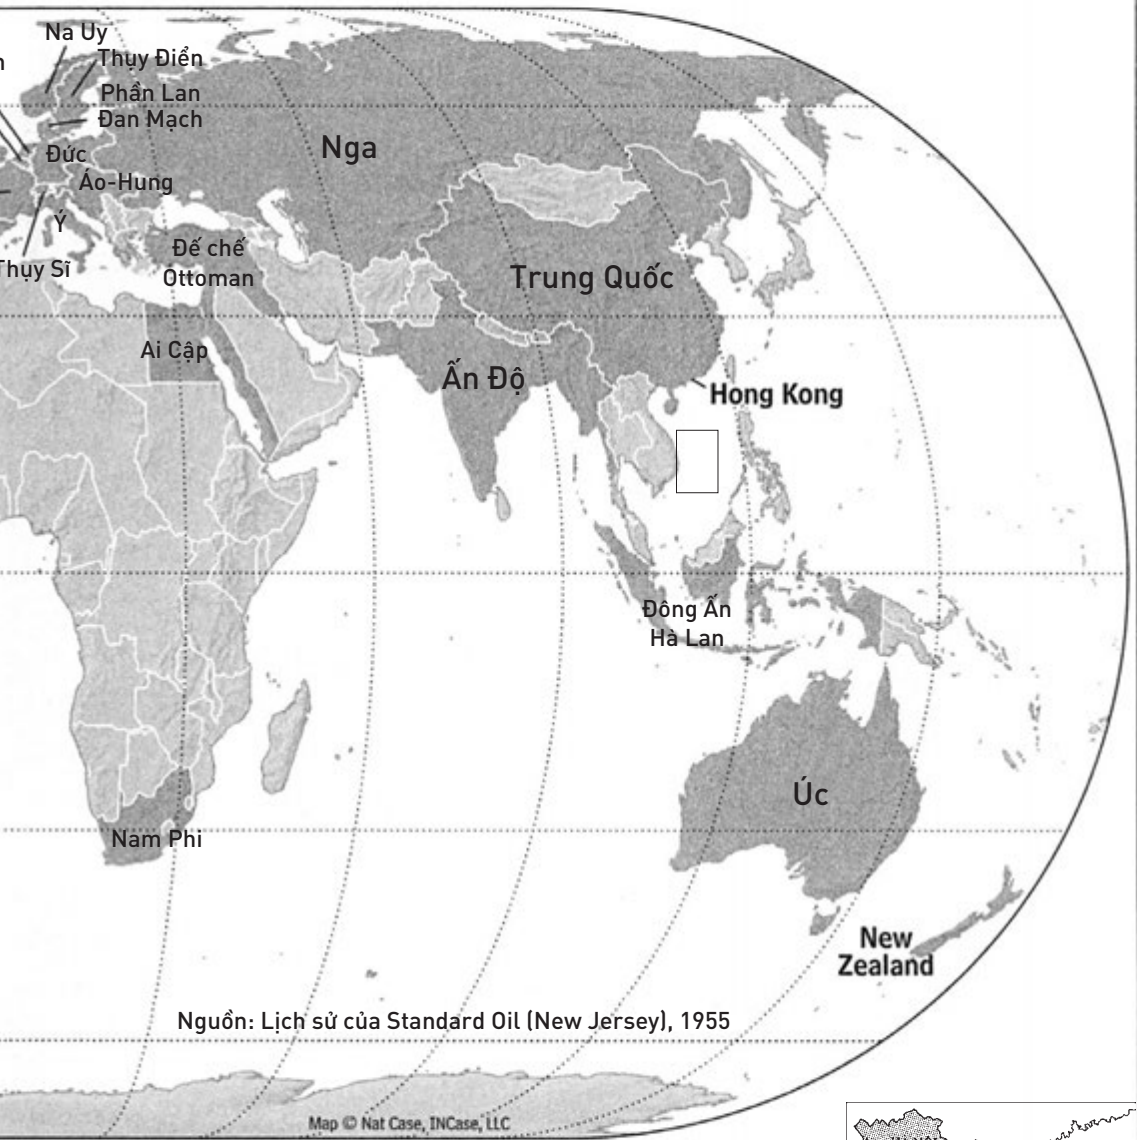 Na Uy
Thụy Điển
Phần Lan
Đan Mạch
Nga
Đức
Áo-Hung
Ý
Đế chế
Ottoman
Thụy Sĩ
Trung Quốc
Ai Cập
Ấn Độ
Hong Kong
Đông Ấn
Hà Lan
Úc
Nam Phi
New
Zealand
Nguồn: Lịch sử của Standard Oil (New Jersey), 1955
Map © Nat Case, INCase, LLC